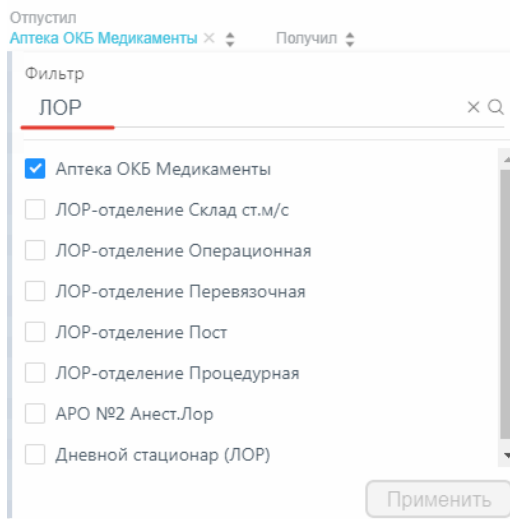 Отпустил
Аптека ОКБ Медикаменты Получил
Фильтр
ЛОР
Аптека ОКБ Медикаменты
ЛОР-отделение Склад ст.м/с
ЛОР-отделение Операционная
ЛОР-отделение Перевязочная
ЛОР-отделение Пост
ЛОР-отделение Процедурная
АРО №2 Анест.Лор
Дневной стационар (ЛОР)
Применить